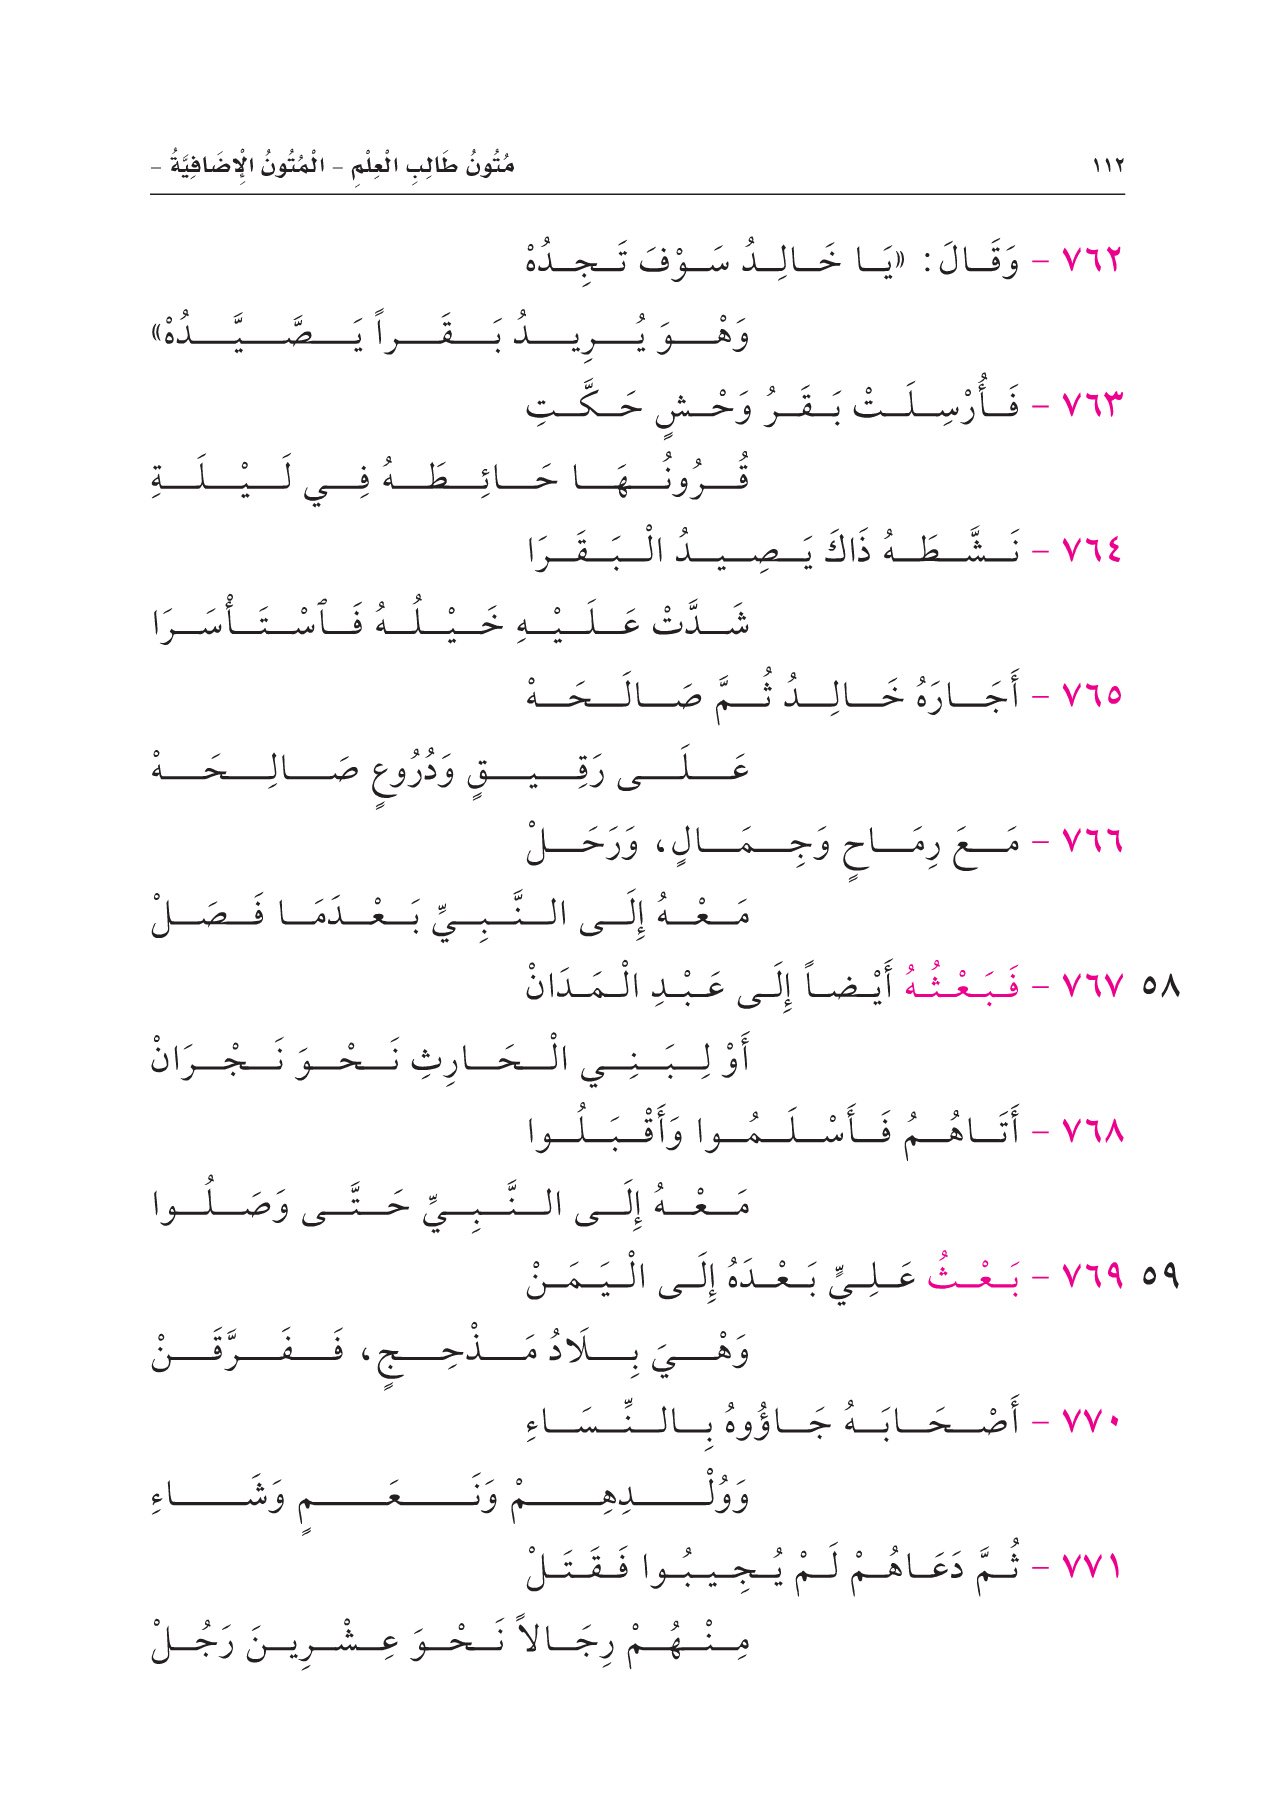 ١١٢ مُتُونُ طَالِبِ الْعِلْمِ – الْمُتُونُ الْإِضَافِيَّةُ –
٧٦٢ – وَقَالَ: «يَا خَالِدُ سَوْفَ تَجِدُهْ
وَهْوَ يُرِيدُ بَقَراً يَصَّيَّدُهْ»
٧٦٣ – فَأُرْسِلَتْ بَقَرُ وَحْشٍ حَكَّتِ
قُرُونُهَا حَائِطَهُ فِي لَيْلَةِ
٧٦٤ – نَشَّطَهُ ذَاكَ يَصِيدُ الْبَقَرَا
شَدَّتْ عَلَيْهِ خَيْلُهُ فَٱسْتَأْسَرَا
٧٦٥ – أَجَارَهُ خَالِدُ ثُمَّ صَالَحَهْ
عَلَى رَقِيقٍ وَدُرُوعٍ صَالِحَهْ
٧٦٦ – مَعَ رِمَاحٍ وَجِمَالٍ، وَرَحَلْ
مَعْهُ إِلَى النَّبِيِّ بَعْدَمَا فَصَلْ
٥٨ ٧٦٧ – فَبَعْثُهُ أَيْضاً إِلَى عَبْدِ الْمَدَانْ
أَوْ لِبَنِي الْحَارِثِ نَحْوَ نَجْرَانْ
٧٦٨ – أَتَاهُمُ فَأَسْلَمُوا وَأَقْبَلُوا
مَعْهُ إِلَى النَّبِيِّ حَتَّى وَصَلُوا
٥٩ ٧٦٩ – بَعْثُ عَلِيٍّ بَعْدَهُ إِلَى الْيَمَنْ
وَهْيَ بِلَادُ مَذْحِجٍ، فَفَرَّقَنْ
٧٧٠ – أَصْحَابَهُ جَاؤُوهُ بِالنِّسَاءِ
وَوُلْدِهِمْ وَنَعَمٍ وَشَاءِ
٧٧١ – ثُمَّ دَعَاهُمْ لَمْ يُجِيبُوا فَقَتَلْ
مِنْهُمْ رِجَالاً نَحْوَ عِشْرِينَ رَجُلْ